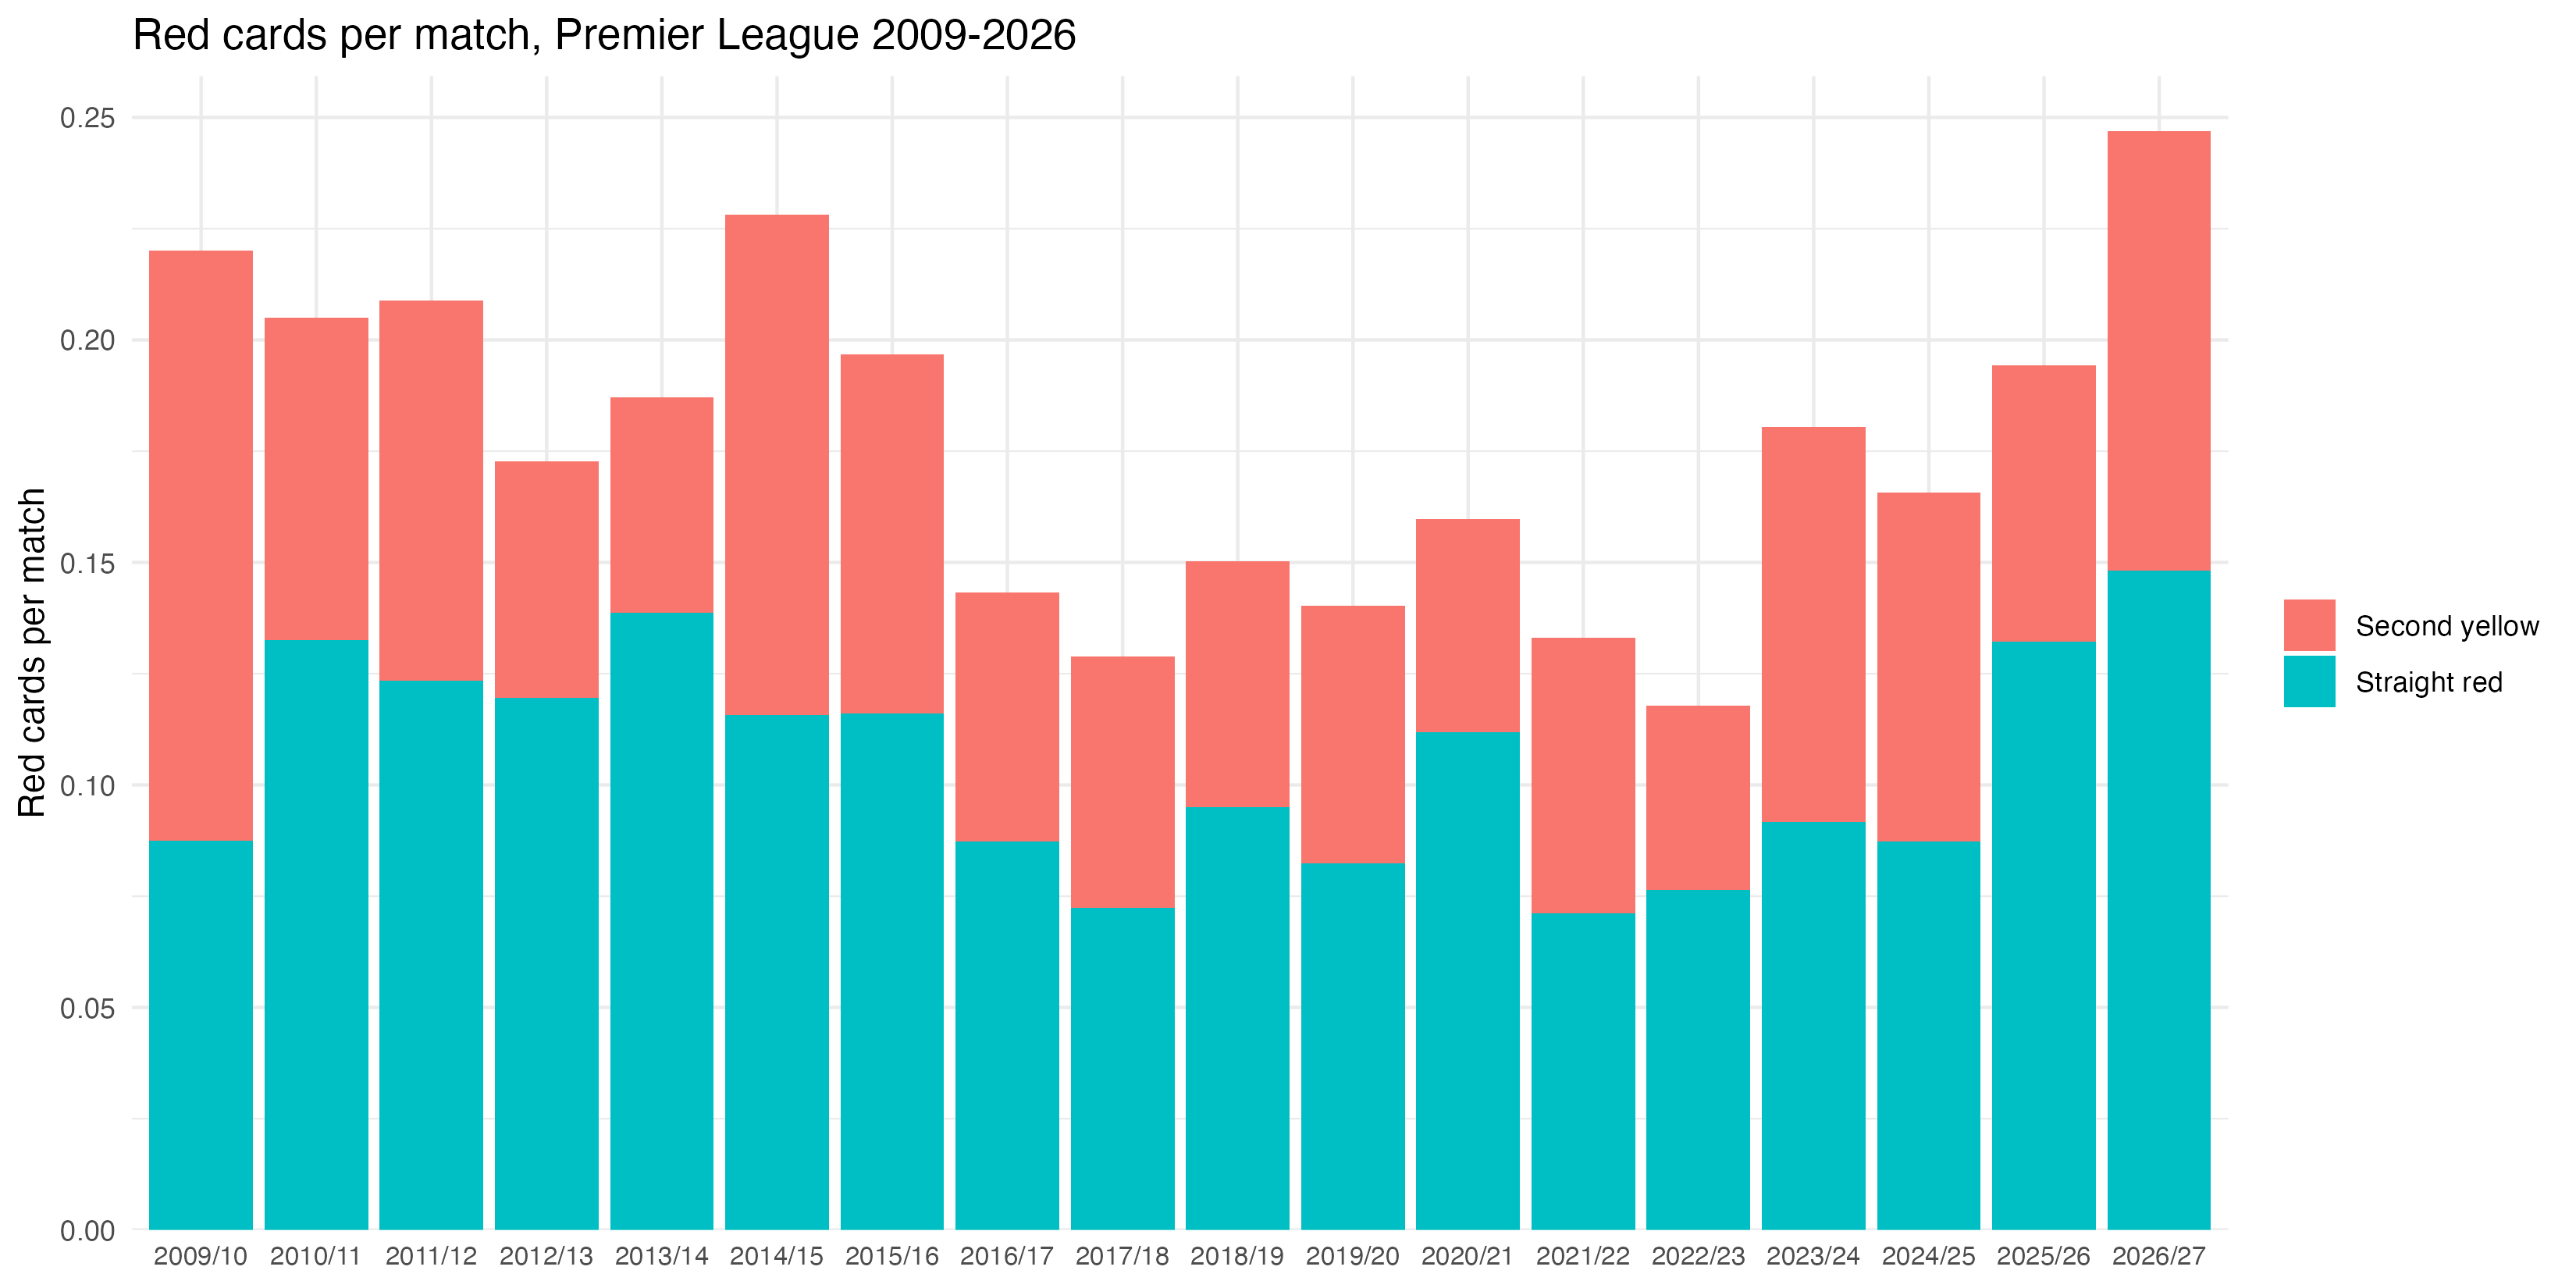 Red cards per match, Premier League 2009-2026
Red cards per match
0.25
0.20
0.15
0.10
0.05
0.00
2009/10 2010/11 2011/12 2012/13 2013/14 2014/15 2015/16 2016/17 2017/18 2018/19 2019/20 2020/21 2021/22 2022/23 2023/24 2024/25 2025/26 2026/27
Second yellow
Straight red